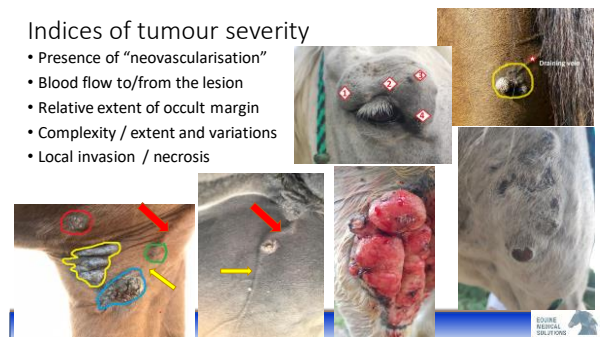 Indices of tumour severity
• Presence of “neovascularisation”
• Blood flow to/from the lesion
• Relative extent of occult margin
• Complexity / extent and variations
• Local invasion / necrosis
1
2
3
4
Draining vein
EQUINE
MEDICAL
SOLUTIONS